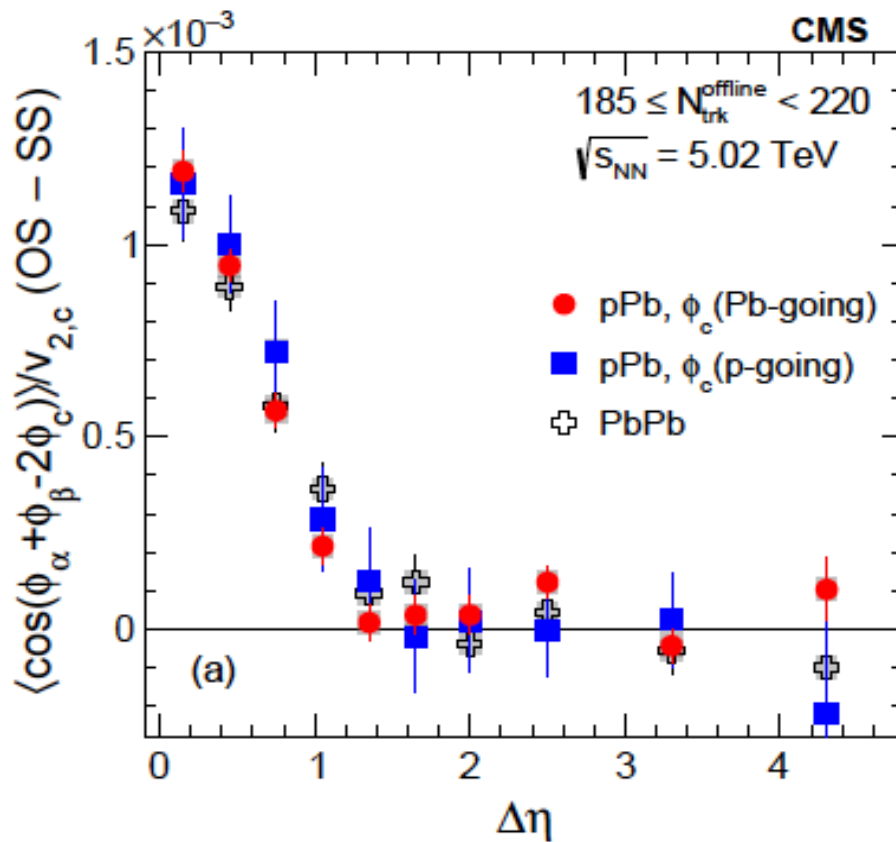 ×10⁻³
CMS
185 ≤ N_trk^offline < 220
√s_NN = 5.02 TeV
pPb, ϕ_c(Pb-going)
pPb, ϕ_c(p-going)
PbPb
(a)
⟨cos(ϕ_α+ϕ_β-2ϕ_c)⟩/v_2,c (OS − SS)
1.5
1
0.5
0
0 1 2 3 4
Δη